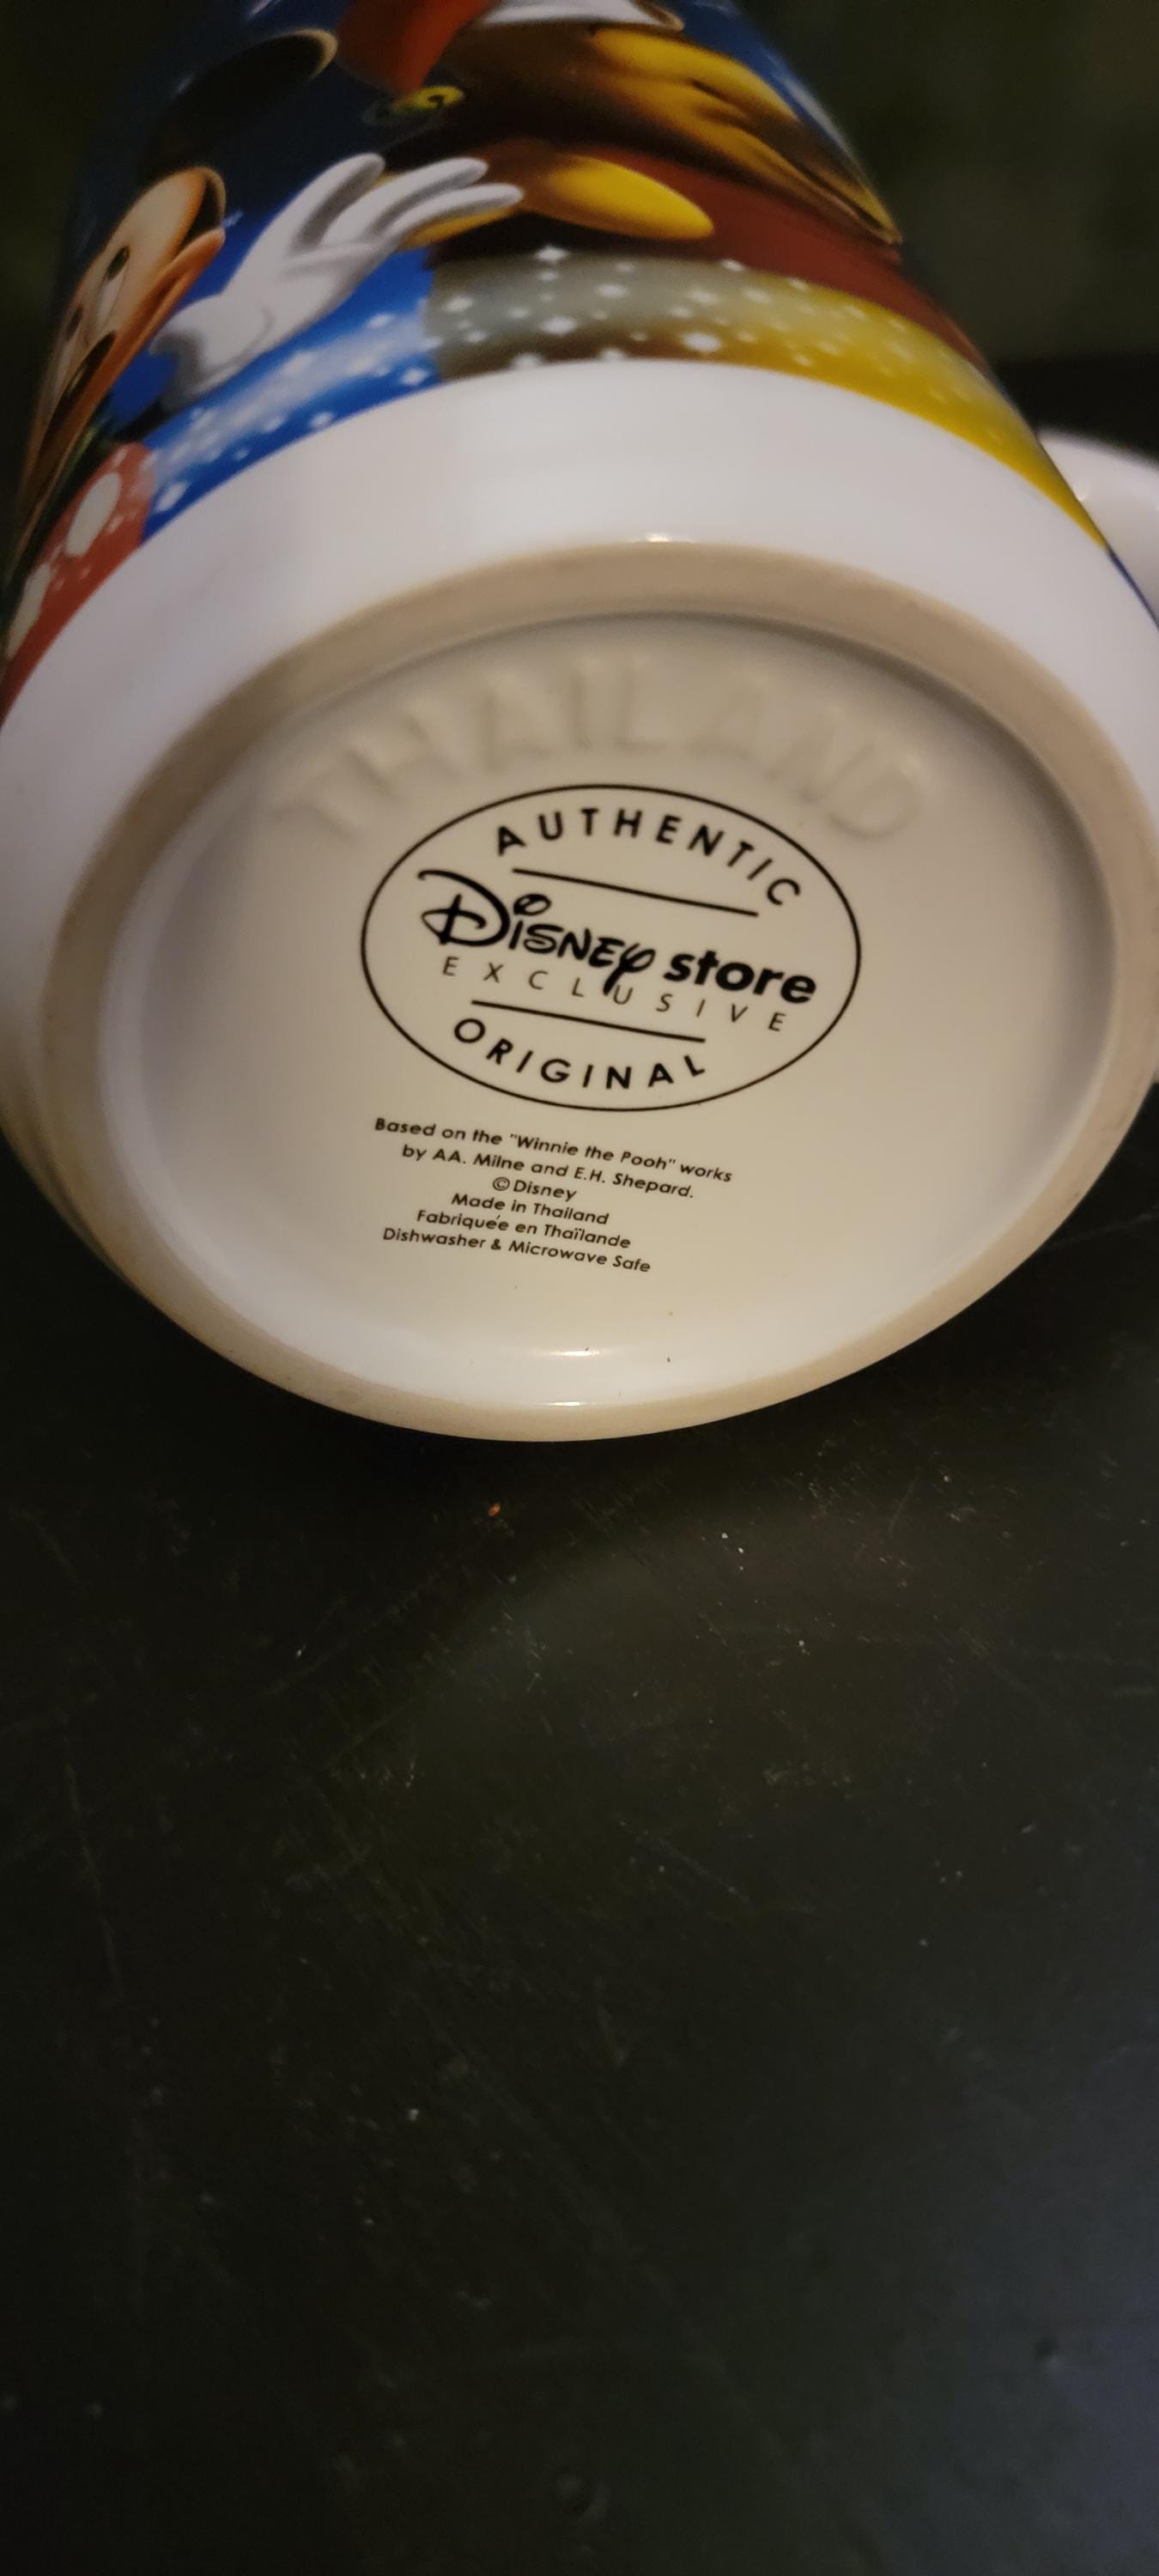 THAILAND
AUTHENTIC
Disney store
EXCLUSIVE
ORIGINAL
Based on the "Winnie the Pooh" works
by AA. Milne and E.H. Shepard.
©Disney
Made in Thailand
Fabriqueé en Thaïlande
Dishwasher & Microwave Safe